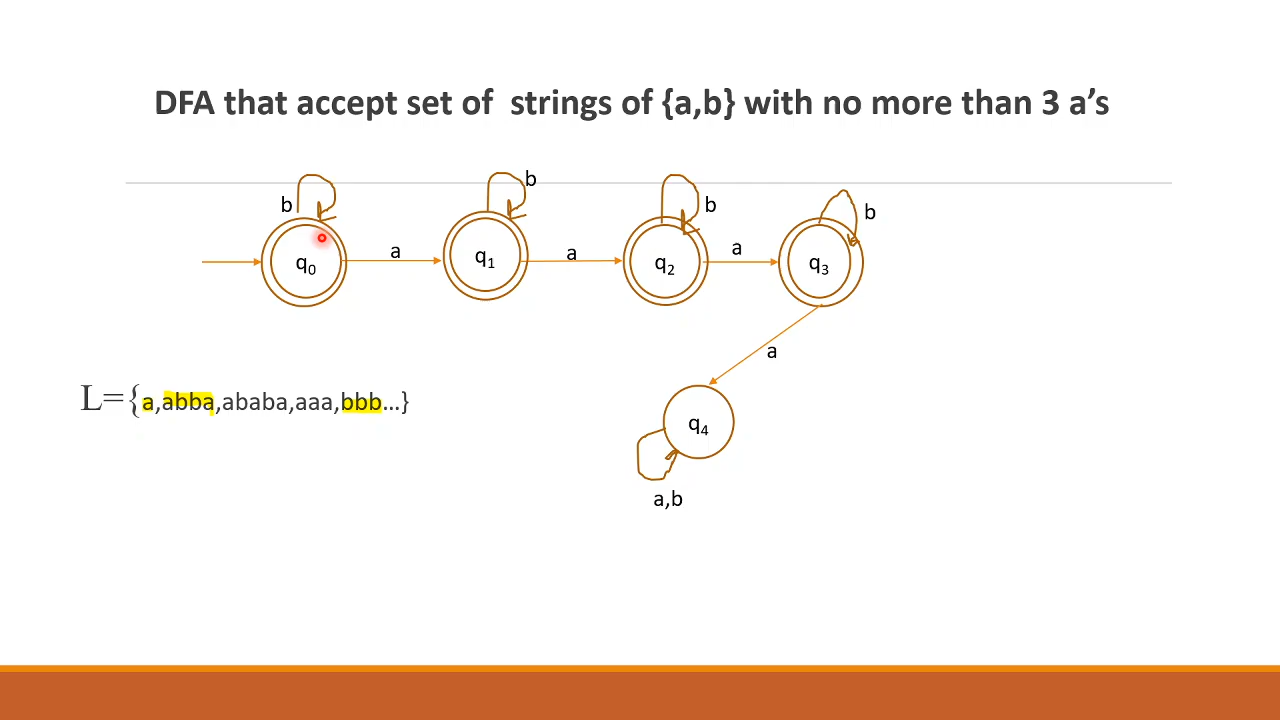 DFA that accept set of  strings of {a,b} with no more than 3 a’s
b
b
b
b
q0
a
q1
a
q2
a
q3
a
L={a,abba,ababa,aaa,bbb…}
q4
a,b